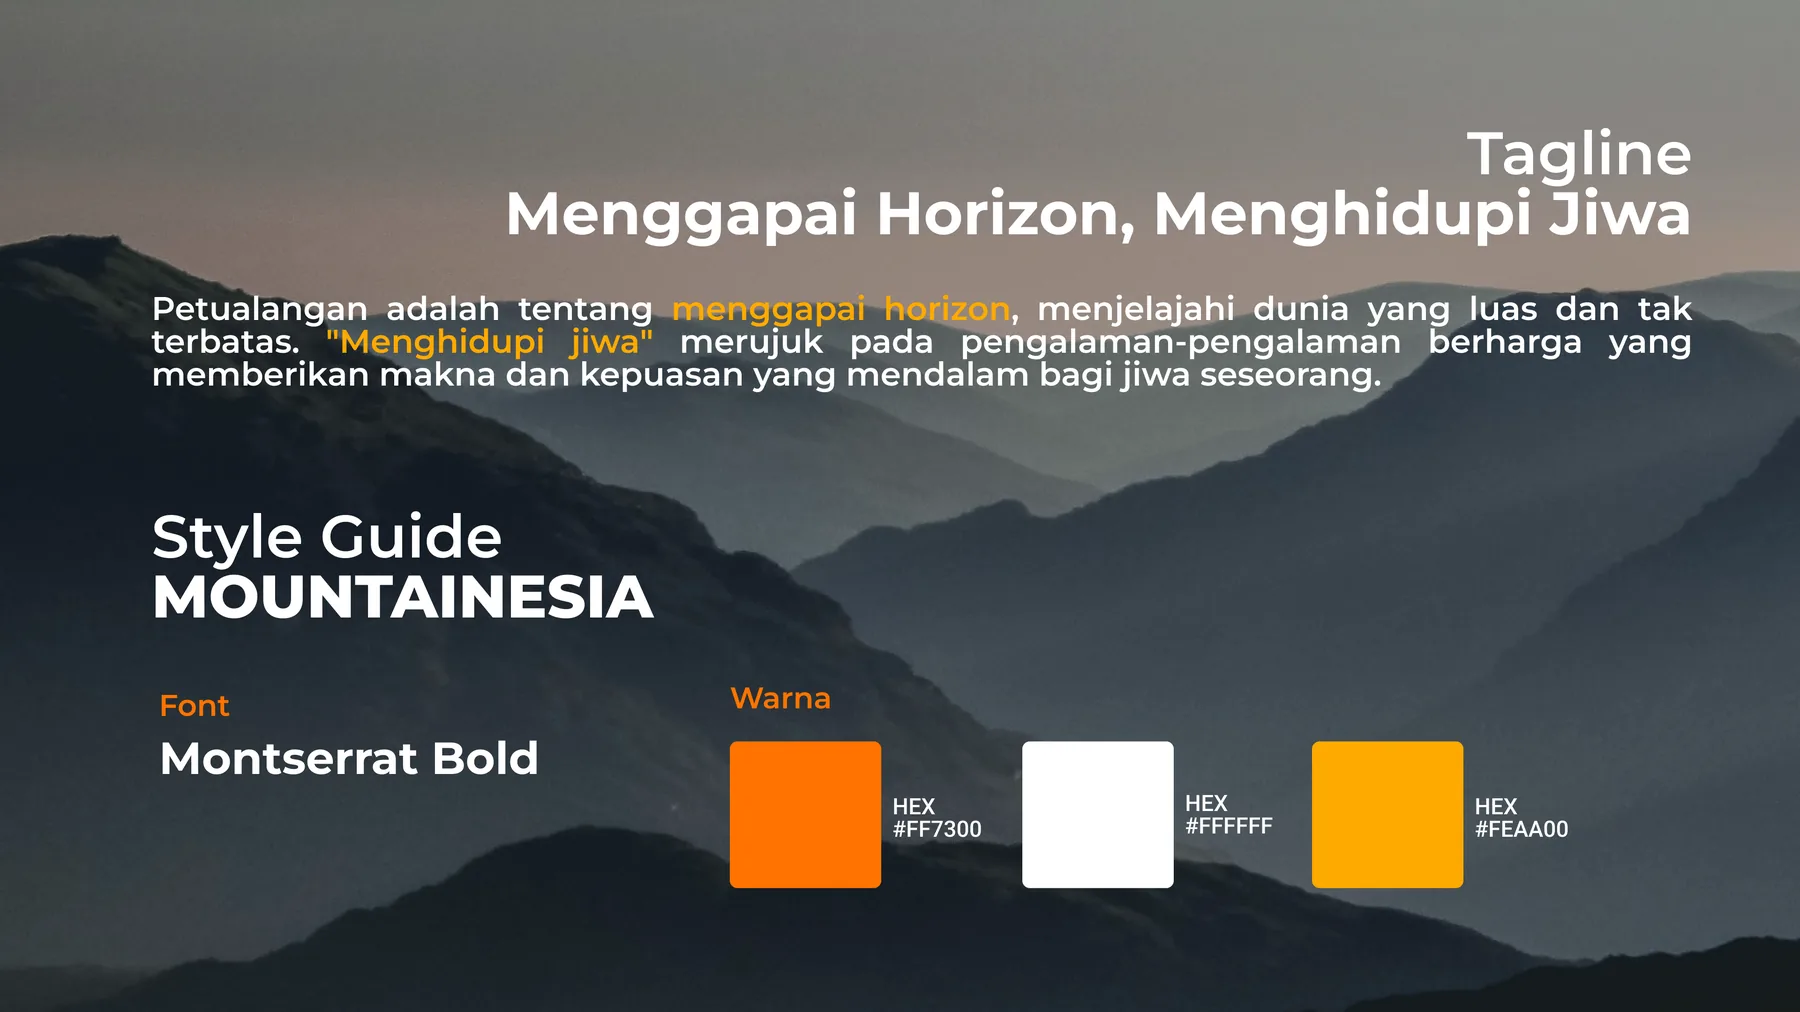 Tagline
Menggapai Horizon, Menghidupi Jiwa
Petualangan adalah tentang menggapai horizon, menjelajahi dunia yang luas dan tak
terbatas. "Menghidupi jiwa" merujuk pada pengalaman-pengalaman berharga yang
memberikan makna dan kepuasan yang mendalam bagi jiwa seseorang.
Style Guide
MOUNTAINESIA
Font
Montserrat Bold
Warna
HEX
#FF7300
HEX
#FFFFFF
HEX
#FEAA00